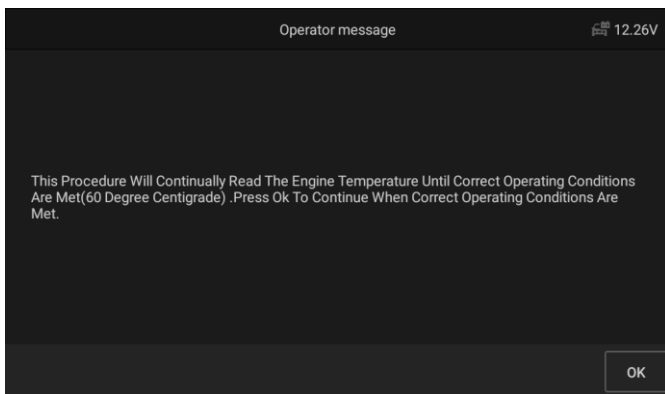 Operator message
12.26V
This Procedure Will Continually Read The Engine Temperature Until Correct Operating Conditions
Are Met(60 Degree Centigrade) .Press Ok To Continue When Correct Operating Conditions Are
Met.
OK